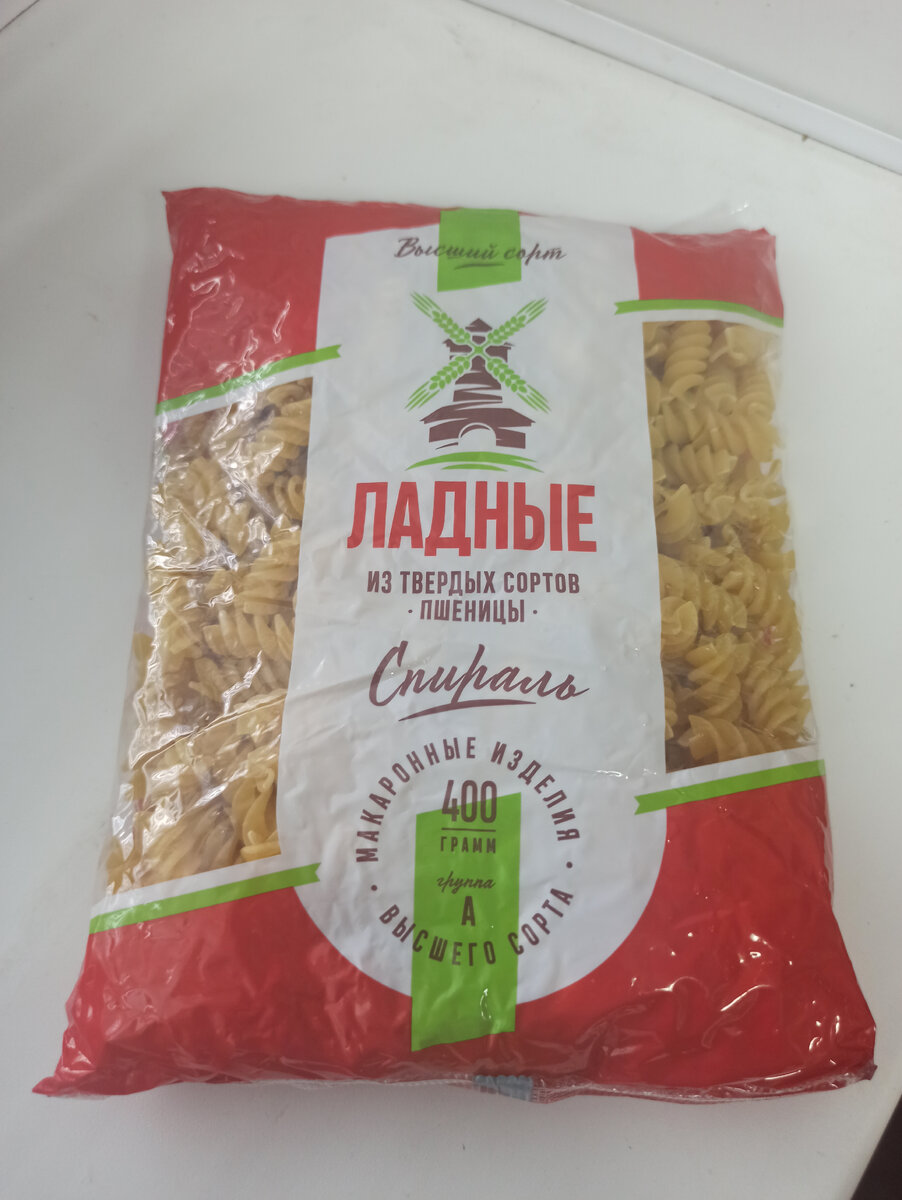 Высший сорт
ЛАДНЫЕ
ИЗ ТВЕРДЫХ СОРТОВ
· ПШЕНИЦЫ ·
Спираль
МАКАРОННЫЕ ИЗДЕЛИЯ
400
ГРАММ
группа
А
· ВЫСШЕГО СОРТА ·